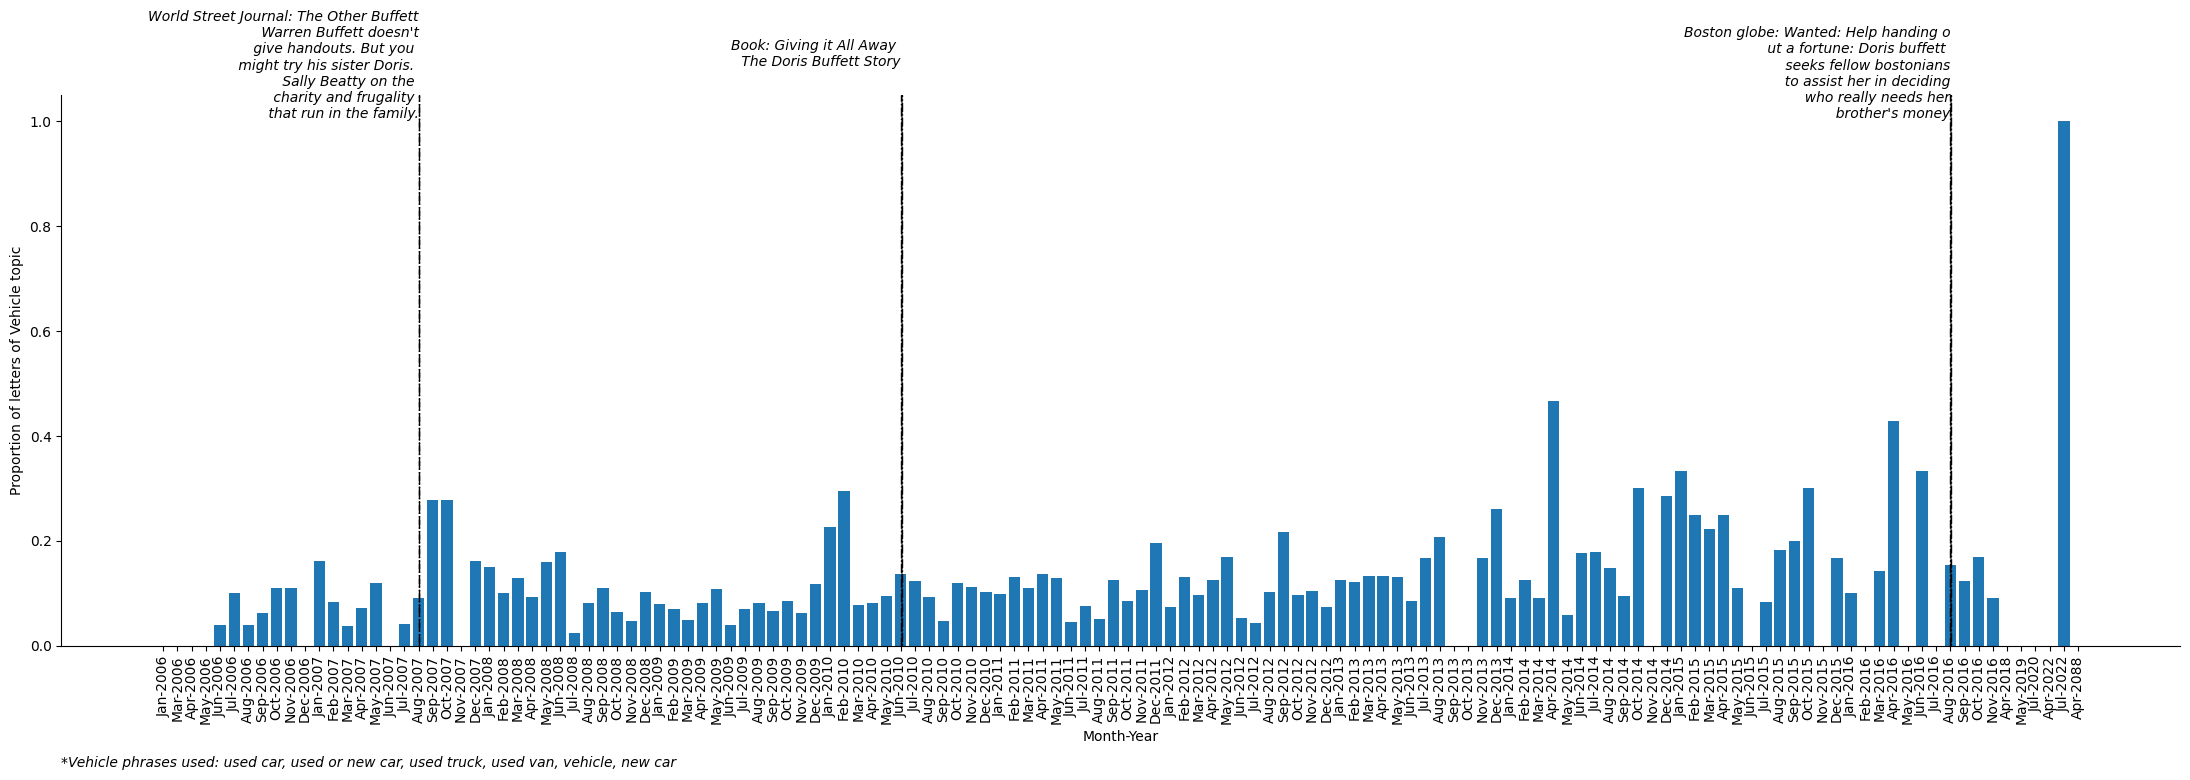 World Street Journal: The Other Buffett
Warren Buffett doesn't
give handouts. But you
might try his sister Doris.
Sally Beatty on the
charity and frugality
that run in the family.
Book: Giving it All Away
The Doris Buffett Story
Boston globe: Wanted: Help handing o
ut a fortune: Doris buffett
seeks fellow bostonians
to assist her in deciding
who really needs her
brother's money
Proportion of letters of Vehicle topic
1.0
0.8
0.6
0.4
0.2
0.0
Jan-2006
Mar-2006
Apr-2006
May-2006
Jun-2006
Jul-2006
Aug-2006
Sep-2006
Oct-2006
Nov-2006
Dec-2006
Jan-2007
Feb-2007
Mar-2007
Apr-2007
May-2007
Jun-2007
Jul-2007
Aug-2007
Sep-2007
Oct-2007
Nov-2007
Dec-2007
Jan-2008
Feb-2008
Mar-2008
Apr-2008
May-2008
Jun-2008
Jul-2008
Aug-2008
Sep-2008
Oct-2008
Nov-2008
Dec-2008
Jan-2009
Feb-2009
Mar-2009
Apr-2009
May-2009
Jun-2009
Jul-2009
Aug-2009
Sep-2009
Oct-2009
Nov-2009
Dec-2009
Jan-2010
Feb-2010
Mar-2010
Apr-2010
May-2010
Jun-2010
Jul-2010
Aug-2010
Sep-2010
Oct-2010
Nov-2010
Dec-2010
Jan-2011
Feb-2011
Mar-2011
Apr-2011
May-2011
Jun-2011
Jul-2011
Aug-2011
Sep-2011
Oct-2011
Nov-2011
Dec-2011
Jan-2012
Feb-2012
Mar-2012
Apr-2012
May-2012
Jun-2012
Jul-2012
Aug-2012
Sep-2012
Oct-2012
Nov-2012
Dec-2012
Jan-2013
Feb-2013
Mar-2013
Apr-2013
May-2013
Jun-2013
Jul-2013
Aug-2013
Sep-2013
Oct-2013
Nov-2013
Dec-2013
Jan-2014
Feb-2014
Mar-2014
Apr-2014
May-2014
Jun-2014
Jul-2014
Aug-2014
Sep-2014
Oct-2014
Nov-2014
Dec-2014
Jan-2015
Feb-2015
Mar-2015
Apr-2015
May-2015
Jun-2015
Jul-2015
Aug-2015
Sep-2015
Oct-2015
Nov-2015
Dec-2015
Jan-2016
Feb-2016
Mar-2016
Apr-2016
May-2016
Jun-2016
Jul-2016
Aug-2016
Sep-2016
Oct-2016
Nov-2016
Apr-2018
May-2019
Jul-2020
Apr-2022
Jul-2022
Apr-2088
Month-Year
*Vehicle phrases used: used car, used or new car, used truck, used van, vehicle, new car